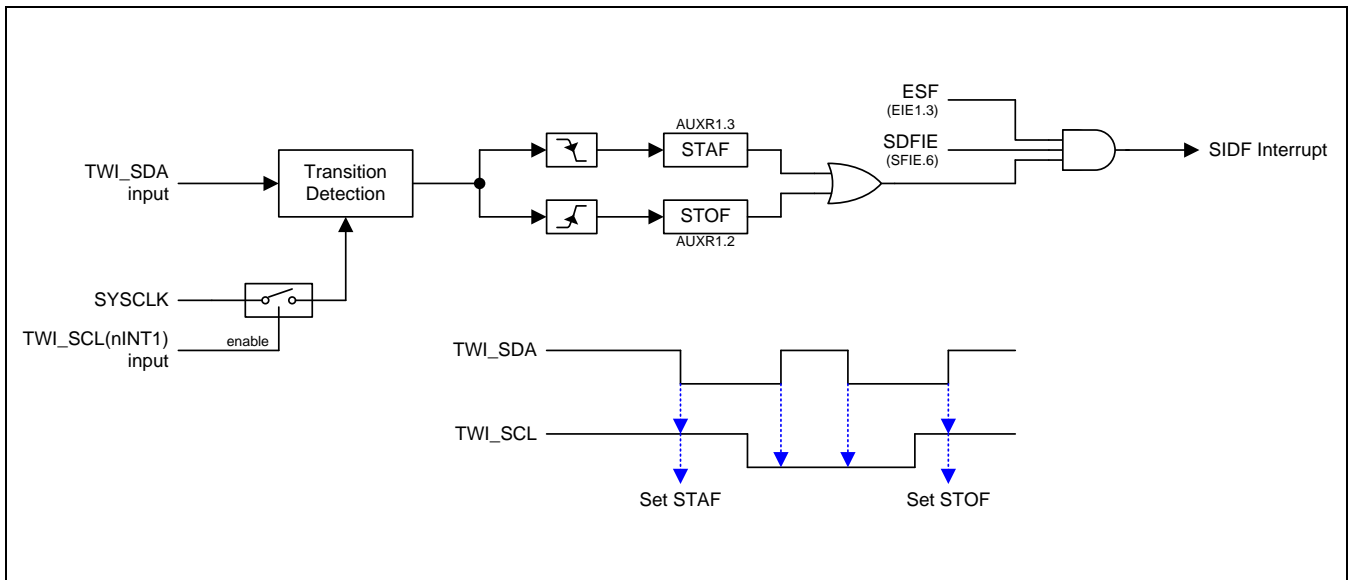 ESF
(EIE1.3)
AUXR1.3
STAF
SDFIE
(SFIE.6)
SIDF Interrupt
TWI_SDA
input
Transition
Detection
STOF
AUXR1.2
SYSCLK
TWI_SCL(nINT1)
input
enable
TWI_SDA
TWI_SCL
Set STAF
Set STOF